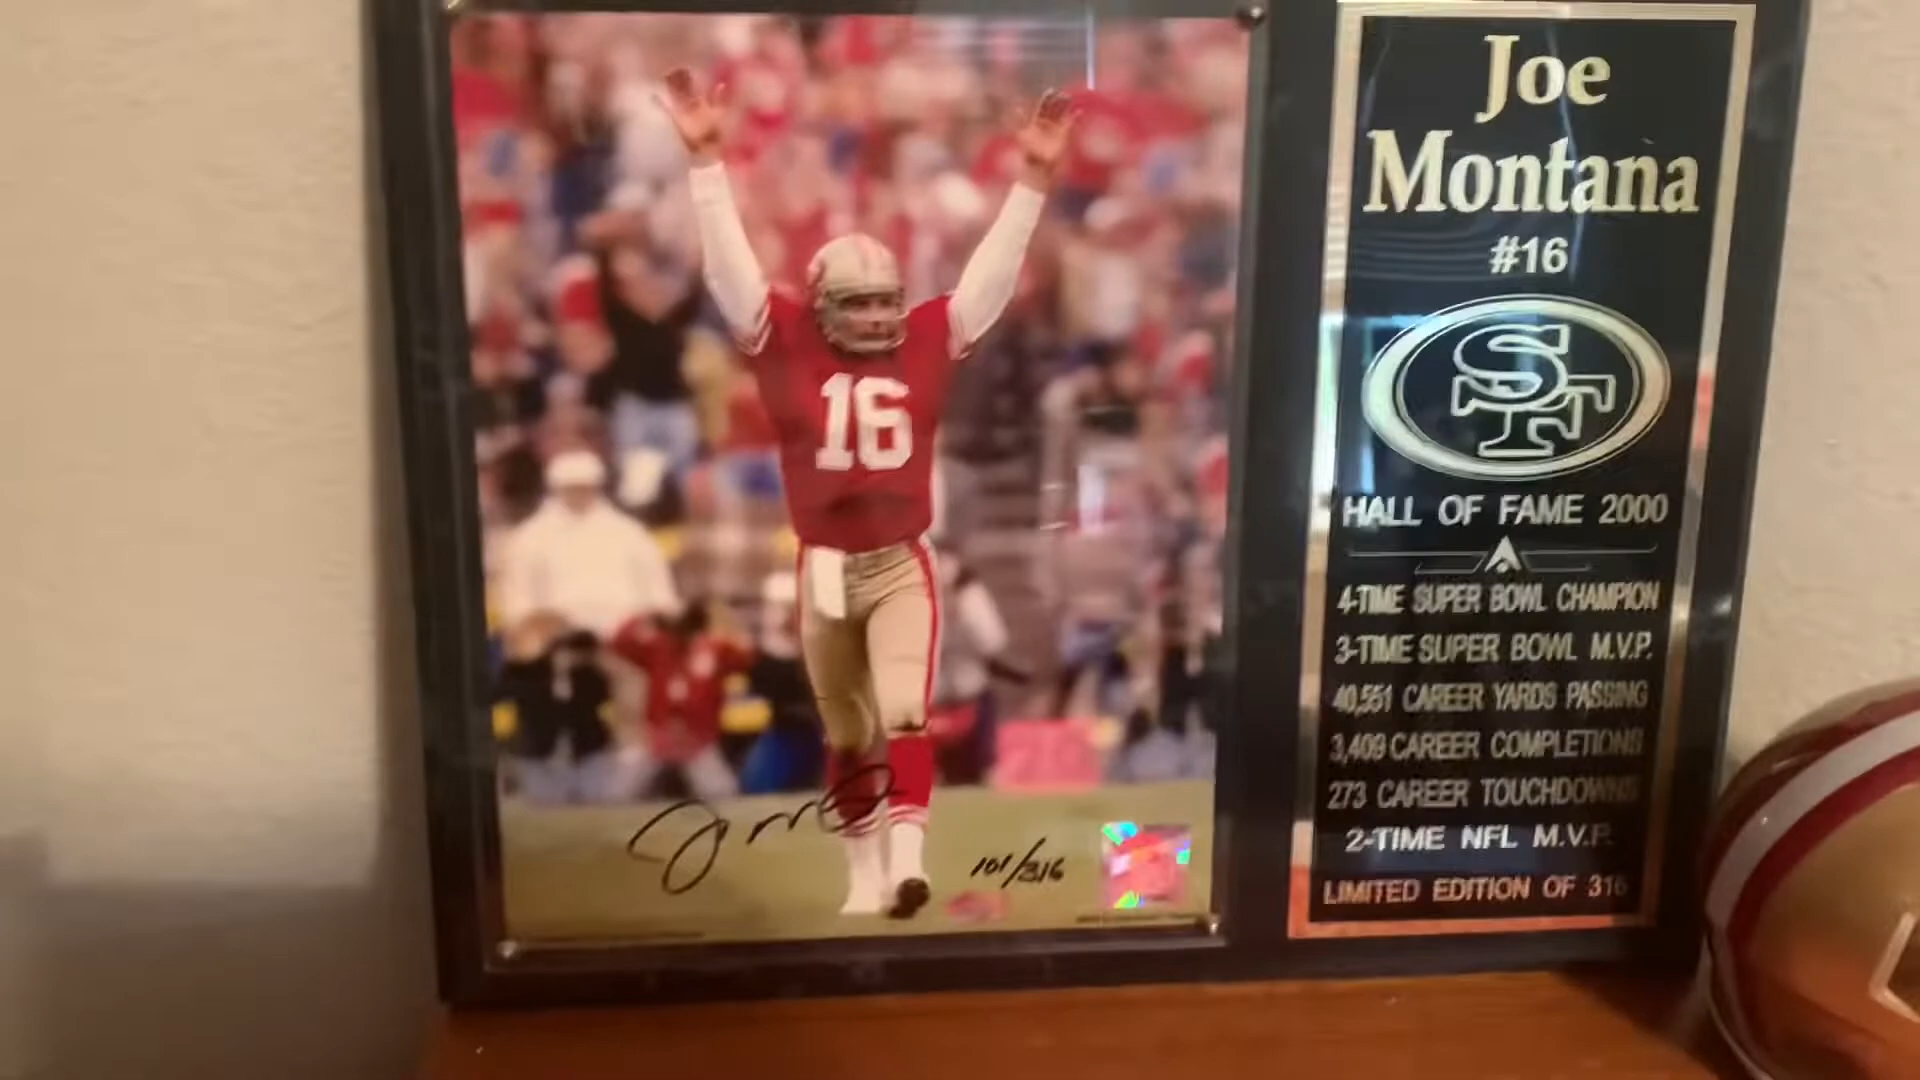 Joe
Montana
#16
SF
HALL OF FAME 2000
4-TIME SUPER BOWL CHAMPION
3-TIME SUPER BOWL M.V.P.
40,551 CAREER YARDS PASSING
3,409 CAREER COMPLETIONS
273 CAREER TOUCHDOWNS
2-TIME NFL M.V.P.
LIMITED EDITION OF 316
16
101/316